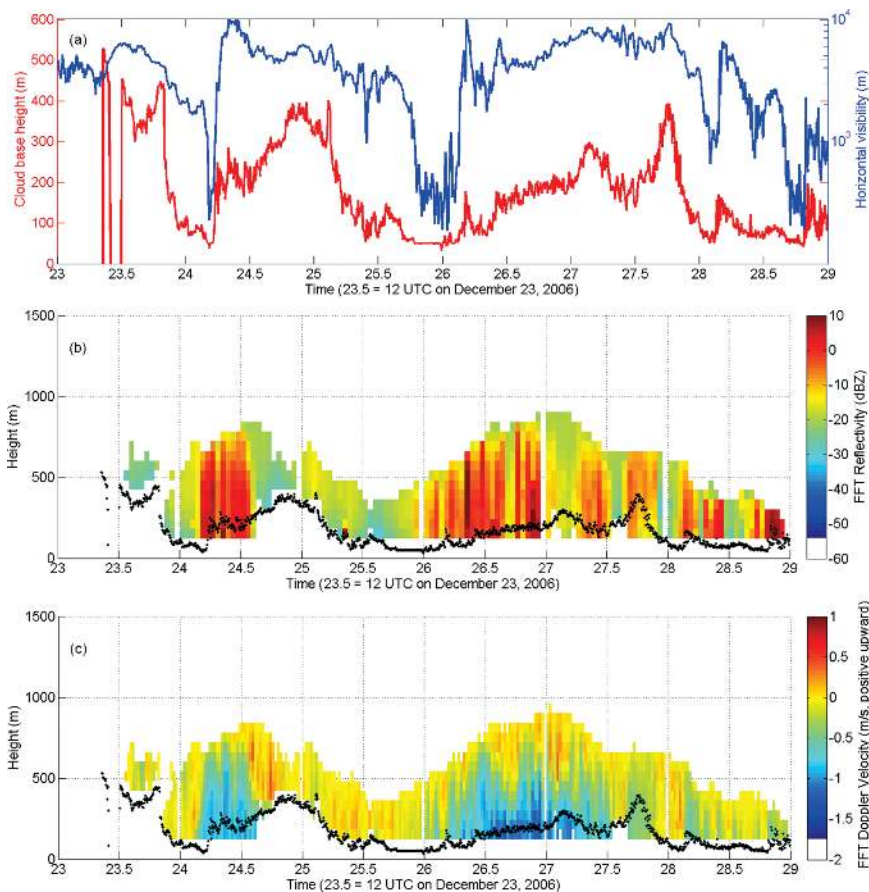 (a)
600
500
400
300
200
100
0
Cloud base height (m)
10^4
10^3
Horizontal visibility (m)
23 23.5 24 24.5 25 25.5 26 26.5 27 27.5 28 28.5 29
Time (23.5 = 12 UTC on December 23, 2006)
(b)
1500
1000
500
0
Height (m)
23 23.5 24 24.5 25 25.5 26 26.5 27 27.5 28 28.5 29
Time (23.5 = 12 UTC on December 23, 2006)
10
0
-10
-20
-30
-40
-50
-60
FFT Reflectivity (dBZ)
(c)
1500
1000
500
0
Height (m)
23 23.5 24 24.5 25 25.5 26 26.5 27 27.5 28 28.5 29
Time (23.5 = 12 UTC on December 23, 2006)
1
0.5
0
-0.5
-1
-1.5
-2
FFT Doppler Velocity (m/s, positive upward)